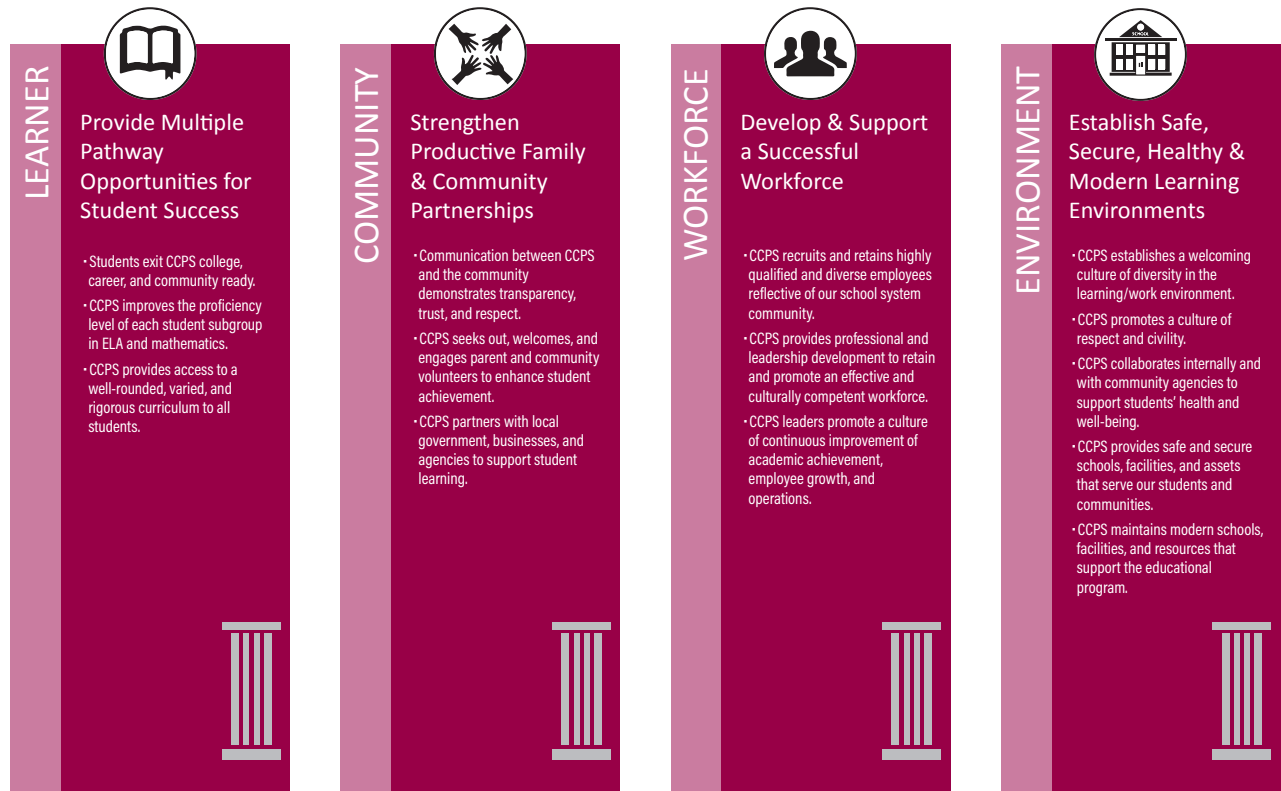 LEARNER
Provide Multiple
Pathway
Opportunities for
Student Success
· Students exit CCPS college,
career, and community ready.
· CCPS improves the proficiency
level of each student subgroup
in ELA and mathematics.
· CCPS provides access to a
well-rounded, varied, and
rigorous curriculum to all
students.
COMMUNITY
Strengthen
Productive Family
& Community
Partnerships
· Communication between CCPS
and the community
demonstrates transparency,
trust, and respect.
· CCPS seeks out, welcomes, and
engages parent and community
volunteers to enhance student
achievement.
· CCPS partners with local
government, businesses, and
agencies to support student
learning.
WORKFORCE
Develop & Support
a Successful
Workforce
· CCPS recruits and retains highly
qualified and diverse employees
reflective of our school system
community.
· CCPS provides professional and
leadership development to retain
and promote an effective and
culturally competent workforce.
· CCPS leaders promote a culture
of continuous improvement of
academic achievement,
employee growth, and
operations.
ENVIRONMENT
SCHOOL
Establish Safe,
Secure, Healthy &
Modern Learning
Environments
· CCPS establishes a welcoming
culture of diversity in the
learning/work environment.
· CCPS promotes a culture of
respect and civility.
· CCPS collaborates internally and
with community agencies to
support students’ health and
well-being.
· CCPS provides safe and secure
schools, facilities, and assets
that serve our students and
communities.
· CCPS maintains modern schools,
facilities, and resources that
support the educational
program.